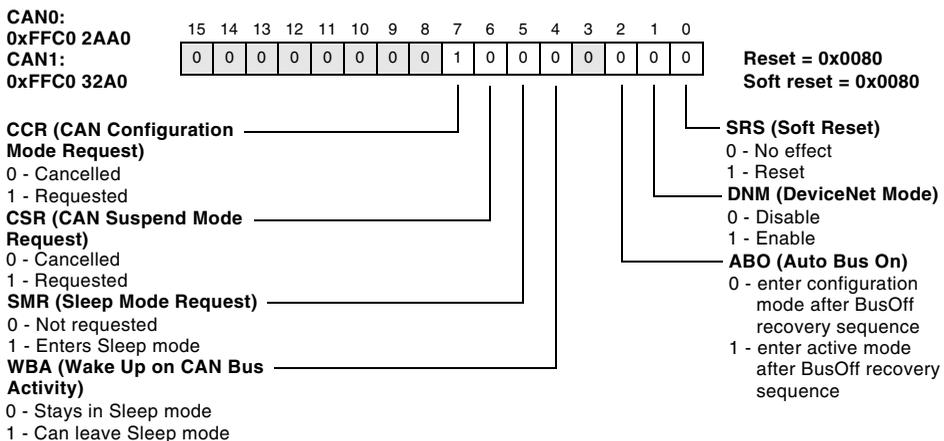 CAN0:
0xFFC0 2AA0
CAN1:
0xFFC0 32A0
15 14 13 12 11 10 9 8 7 6 5 4 3 2 1 0
0 0 0 0 0 0 0 0 1 0 0 0 0 0 0 0
Reset = 0x0080
Soft reset = 0x0080
CCR (CAN Configuration
Mode Request)
0 - Cancelled
1 - Requested
CSR (CAN Suspend Mode
Request)
0 - Cancelled
1 - Requested
SMR (Sleep Mode Request)
0 - Not requested
1 - Enters Sleep mode
WBA (Wake Up on CAN Bus
Activity)
0 - Stays in Sleep mode
1 - Can leave Sleep mode
SRS (Soft Reset)
0 - No effect
1 - Reset
DNM (DeviceNet Mode)
0 - Disable
1 - Enable
ABO (Auto Bus On)
0 - enter configuration
mode after BusOff
recovery sequence
1 - enter active mode
after BusOff recovery
sequence